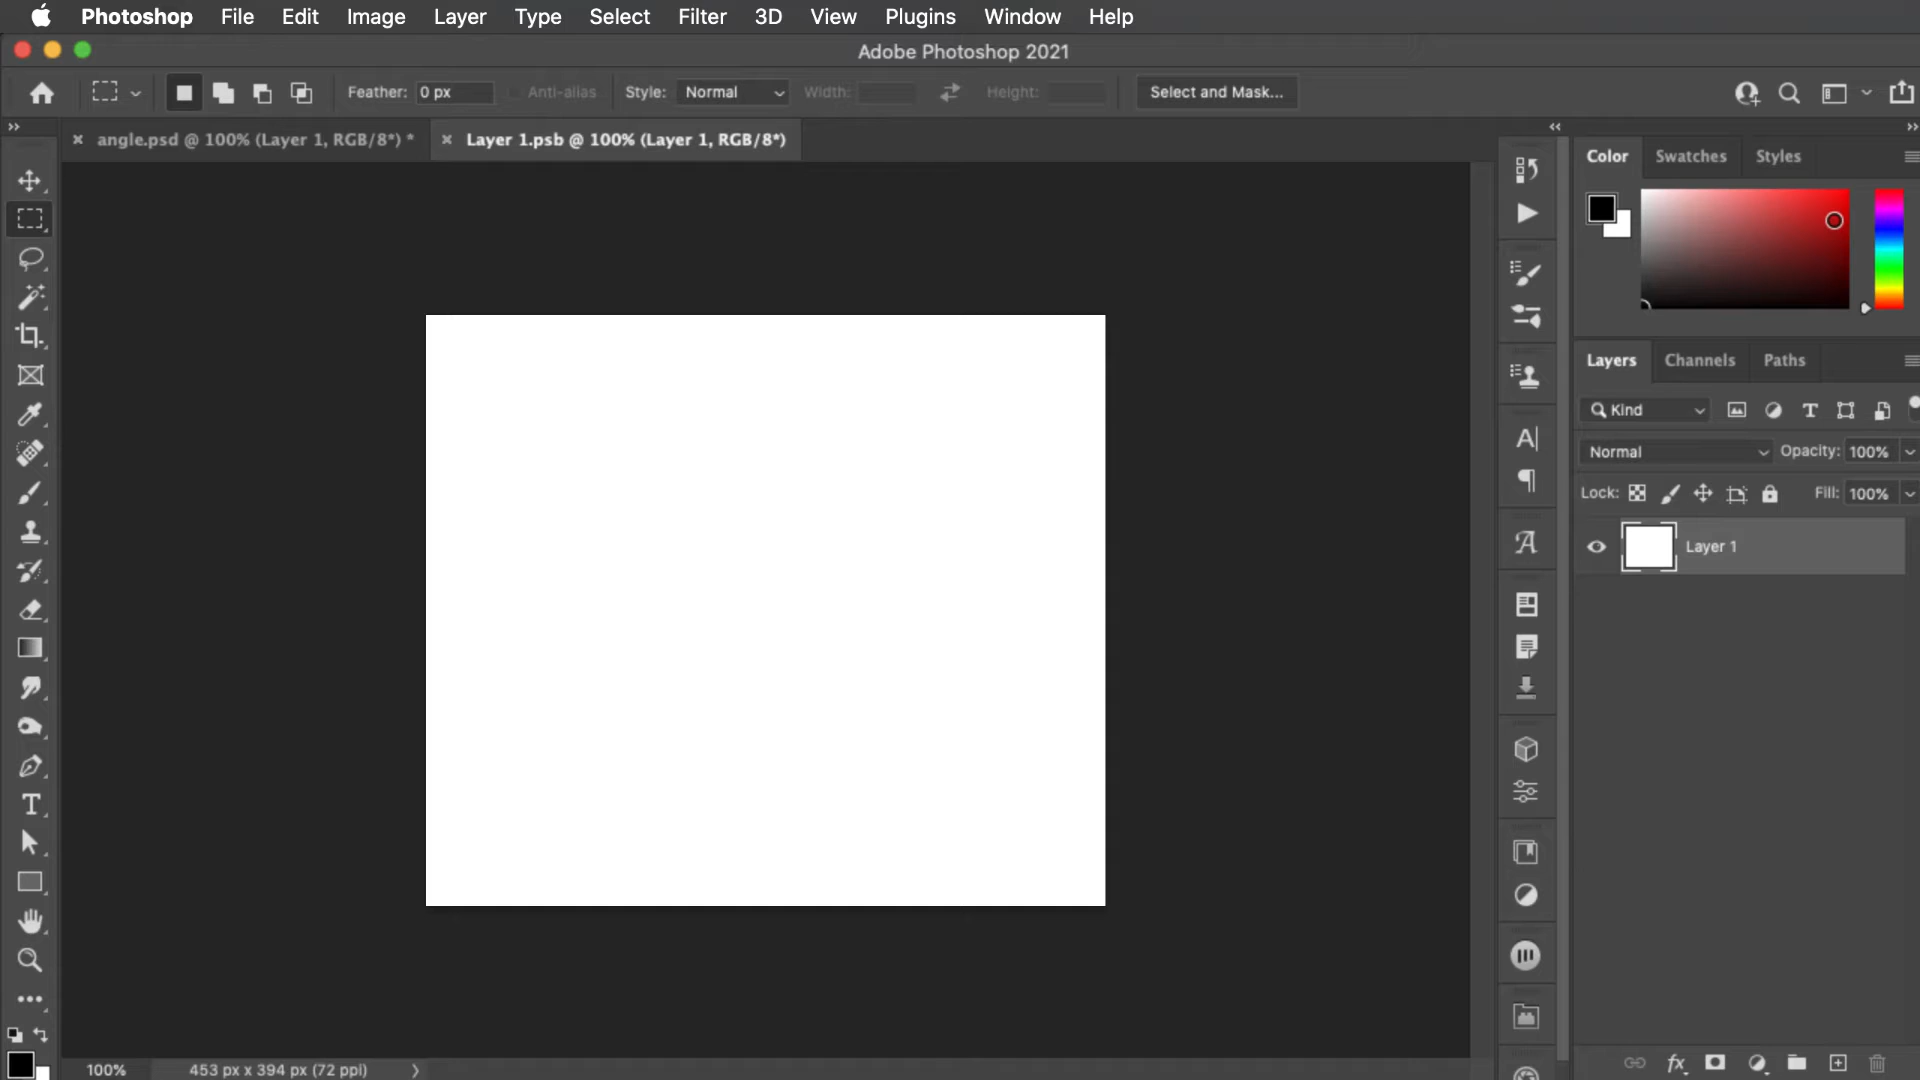 Photoshop File Edit Image Layer Type Select Filter 3D View Plugins Window Help
Adobe Photoshop 2021
Feather: 0 px Anti-alias Style: Normal Width: Height: Select and Mask...
angle.psd @ 100% (Layer 1, RGB/8*) * Layer 1.psb @ 100% (Layer 1, RGB/8*)
Color Swatches Styles
Layers Channels Paths
Kind
Normal Opacity: 100%
Lock: Fill: 100%
Layer 1
100% 453 px x 394 px (72 ppi)